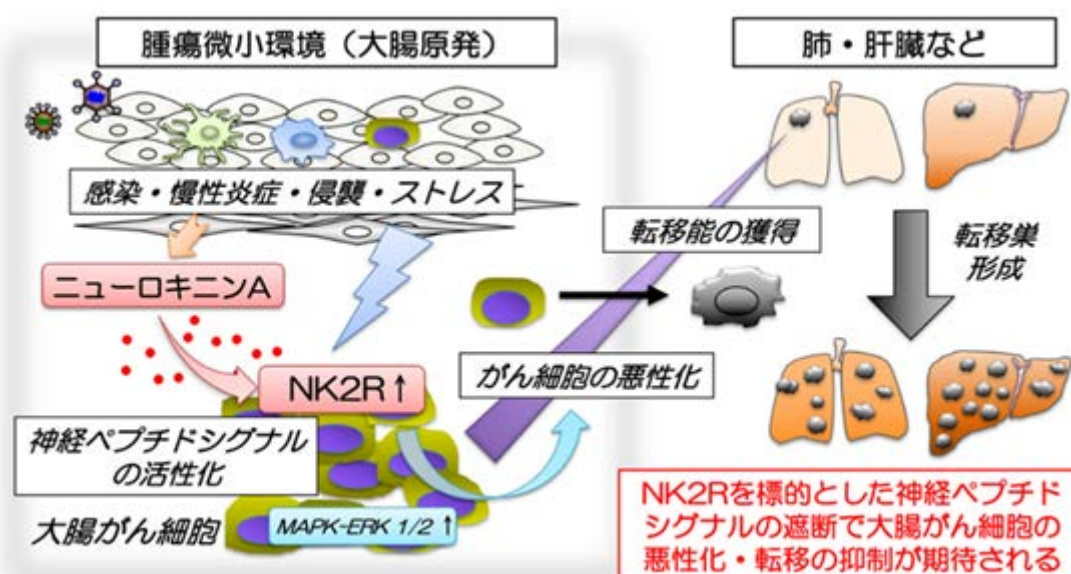 腫瘍微小環境（大腸原発）
感染・慢性炎症・侵襲・ストレス
ニューロキニンA
NK2R↑
神経ペプチドシグナル
の活性化
大腸がん細胞
MAPK-ERK 1/2 ↑
転移能の獲得
がん細胞の悪性化
肺・肝臓など
転移巣
形成
NK2Rを標的とした神経ペプチド
シグナルの遮断で大腸がん細胞の
悪性化・転移の抑制が期待される